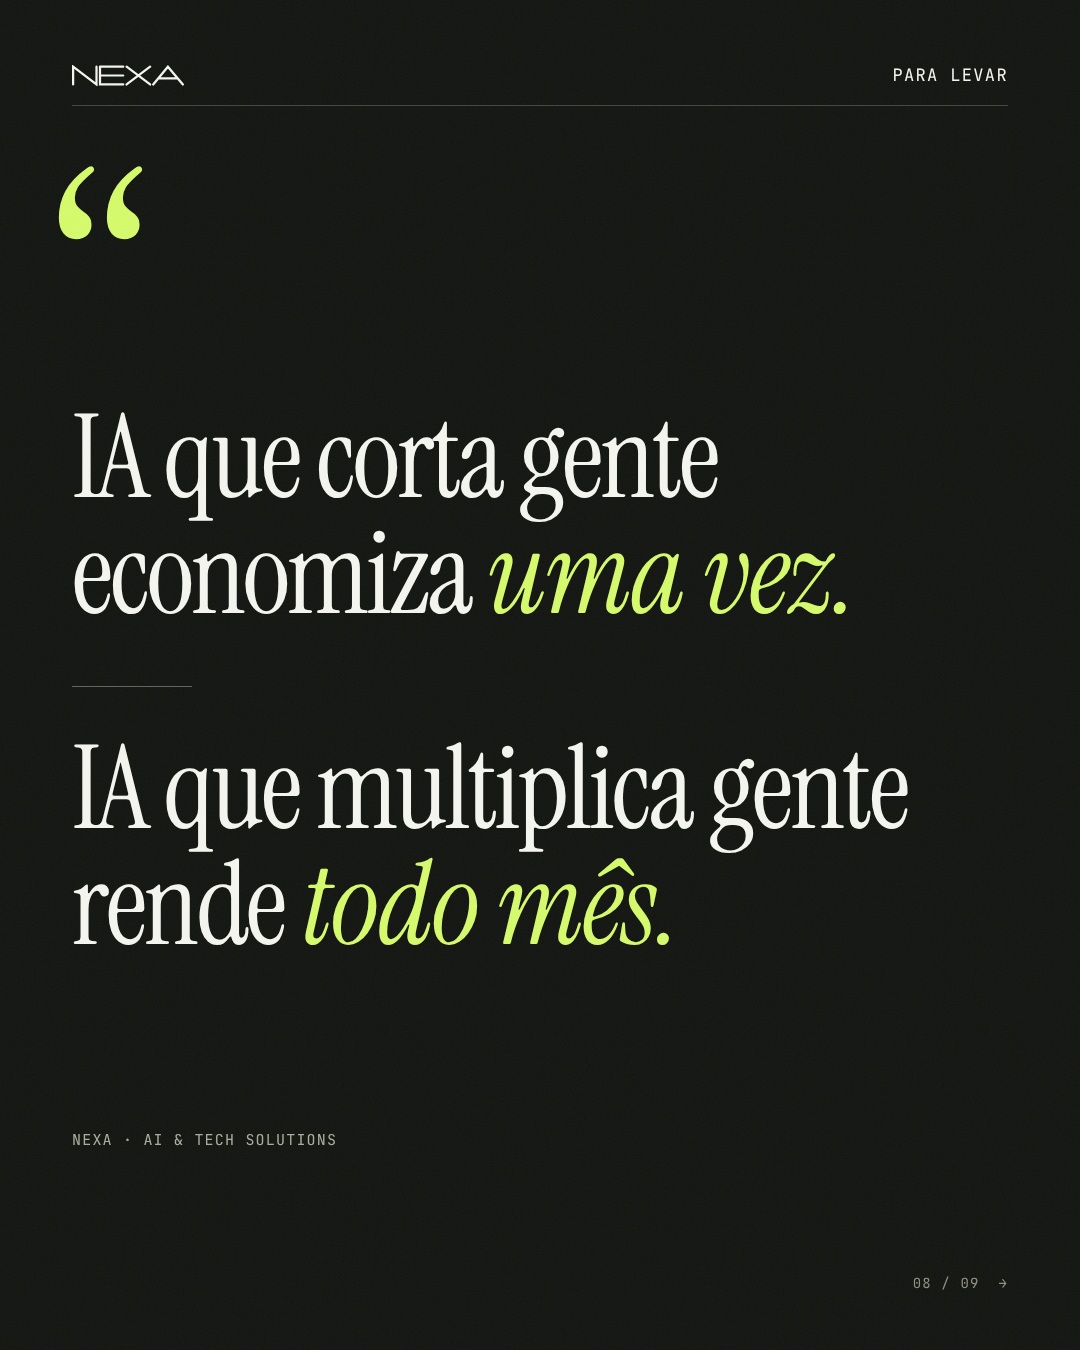 NEXA
PARA LEVAR
“
IA que corta gente
economiza uma vez.
IA que multiplica gente
rende todo mês.
NEXA · AI & TECH SOLUTIONS
08 / 09 →